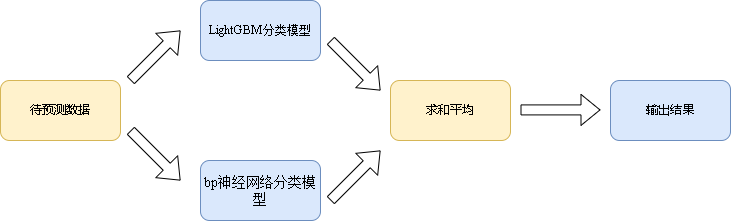 LightGBM分类模型
待预测数据
求和平均
输出结果
bp神经网络分类模
型